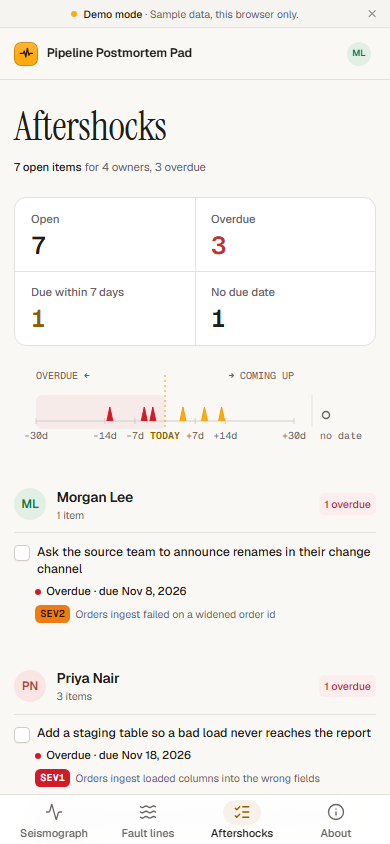 Demo mode · Sample data, this browser only.
Pipeline Postmortem Pad
ML
Aftershocks
7 open items for 4 owners, 3 overdue
Open
7
Overdue
3
Due within 7 days
1
No due date
1
OVERDUE ←
→ COMING UP
-30d
-14d
-7d
TODAY
+7d
+14d
+30d
no date
ML
Morgan Lee
1 item
1 overdue
Ask the source team to announce renames in their change
channel
Overdue · due Nov 8, 2026
SEV2
Orders ingest failed on a widened order id
PN
Priya Nair
3 items
1 overdue
Add a staging table so a bad load never reaches the report
Overdue · due Nov 18, 2026
SEV1
Orders ingest loaded columns into the wrong fields
Seismograph
Fault lines
Aftershocks
About